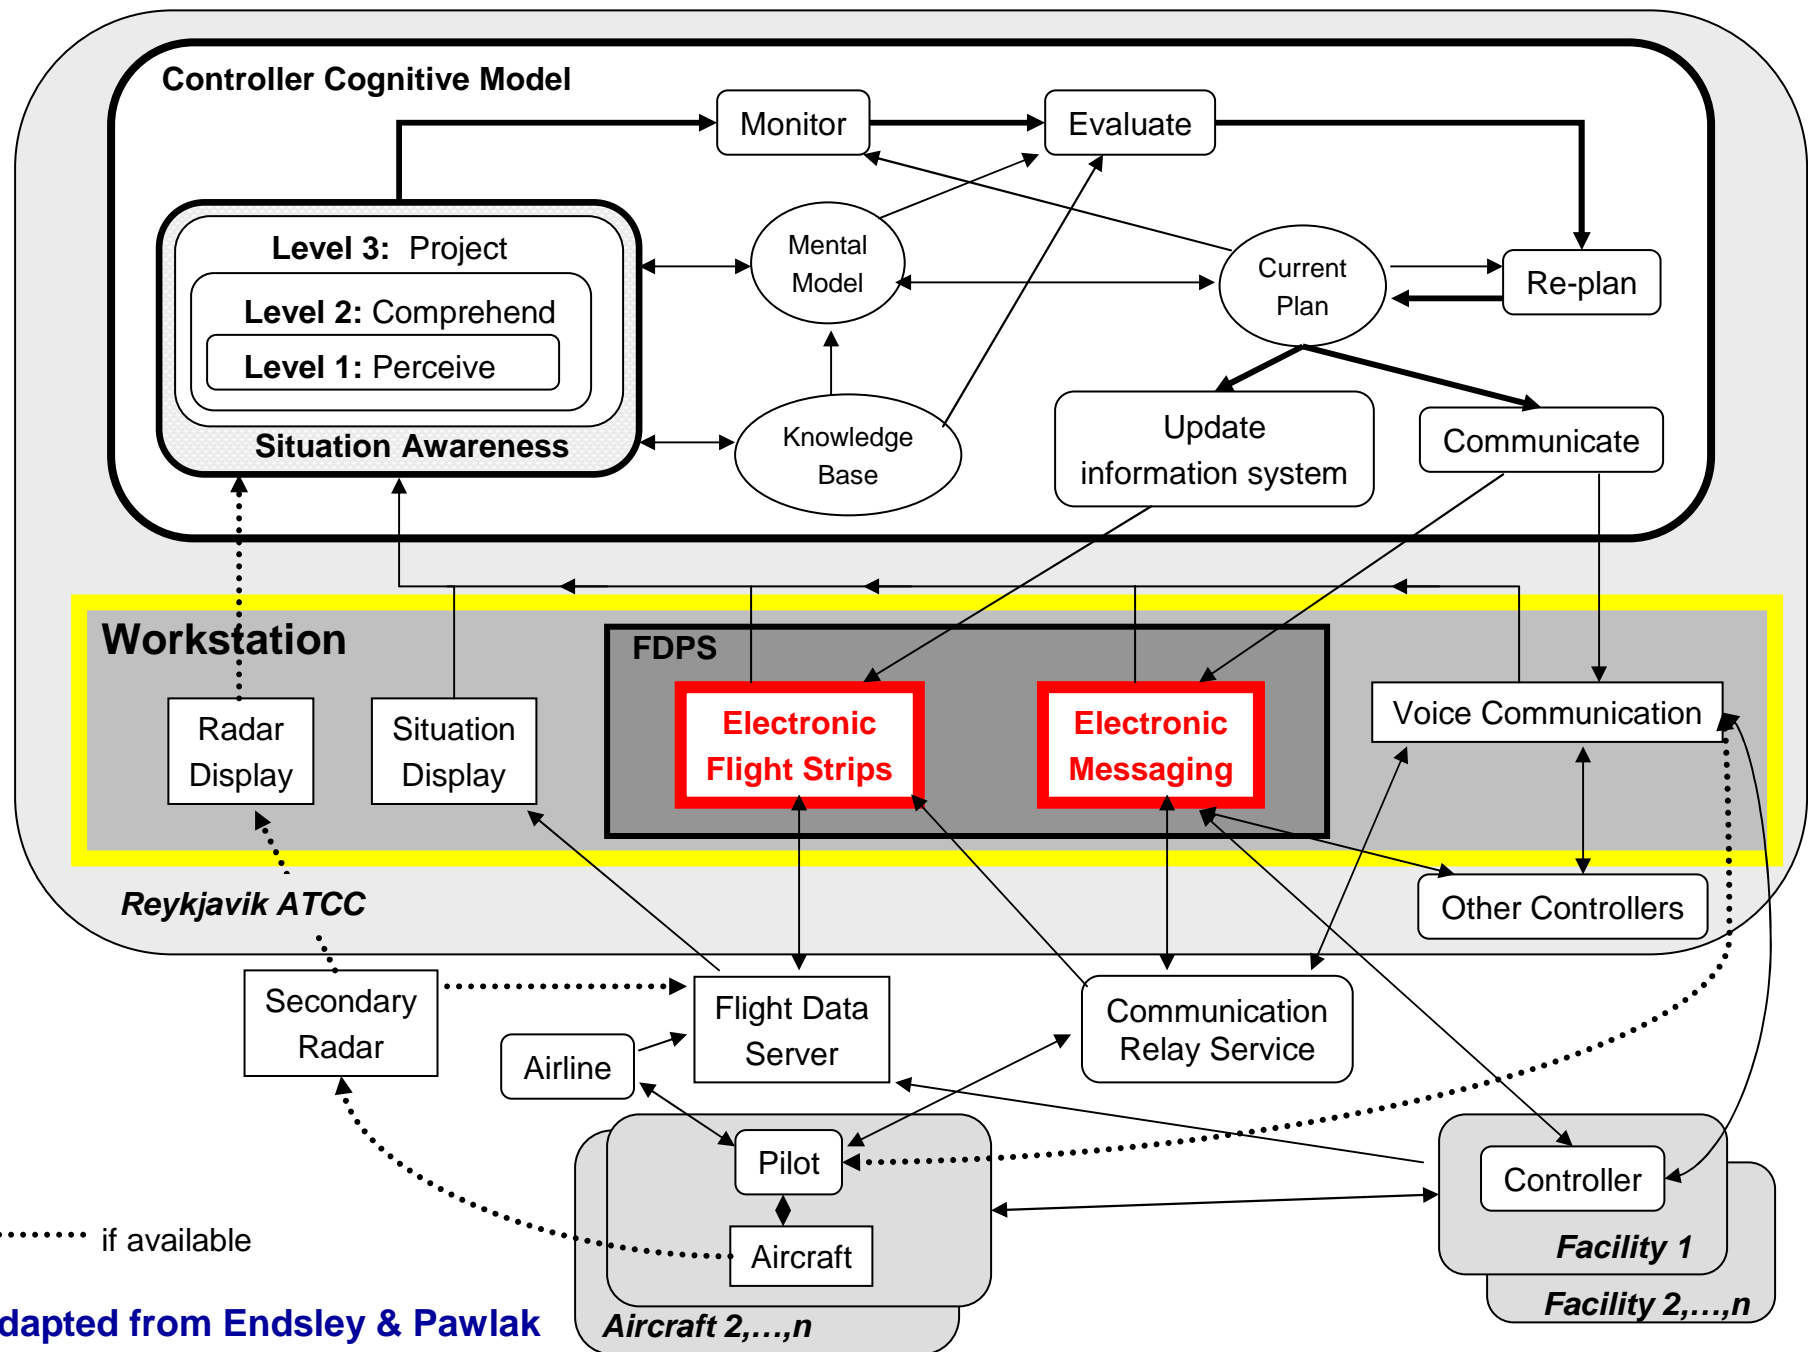 Controller Cognitive Model
Monitor
Evaluate
Level 3: Project
Level 2: Comprehend
Level 1: Perceive
Situation Awareness
Mental
Model
Current
Plan
Re-plan
Knowledge
Base
Update
information system
Communicate
Workstation
FDPS
Radar
Display
Situation
Display
Electronic
Flight Strips
Electronic
Messaging
Voice Communication
Reykjavik ATCC
Other Controllers
Secondary
Radar
Airline
Flight Data
Server
Communication
Relay Service
Pilot
Aircraft
Aircraft 2,...,n
Controller
Facility 1
Facility 2,...,n
if available
dapted from Endsley & Pawlak